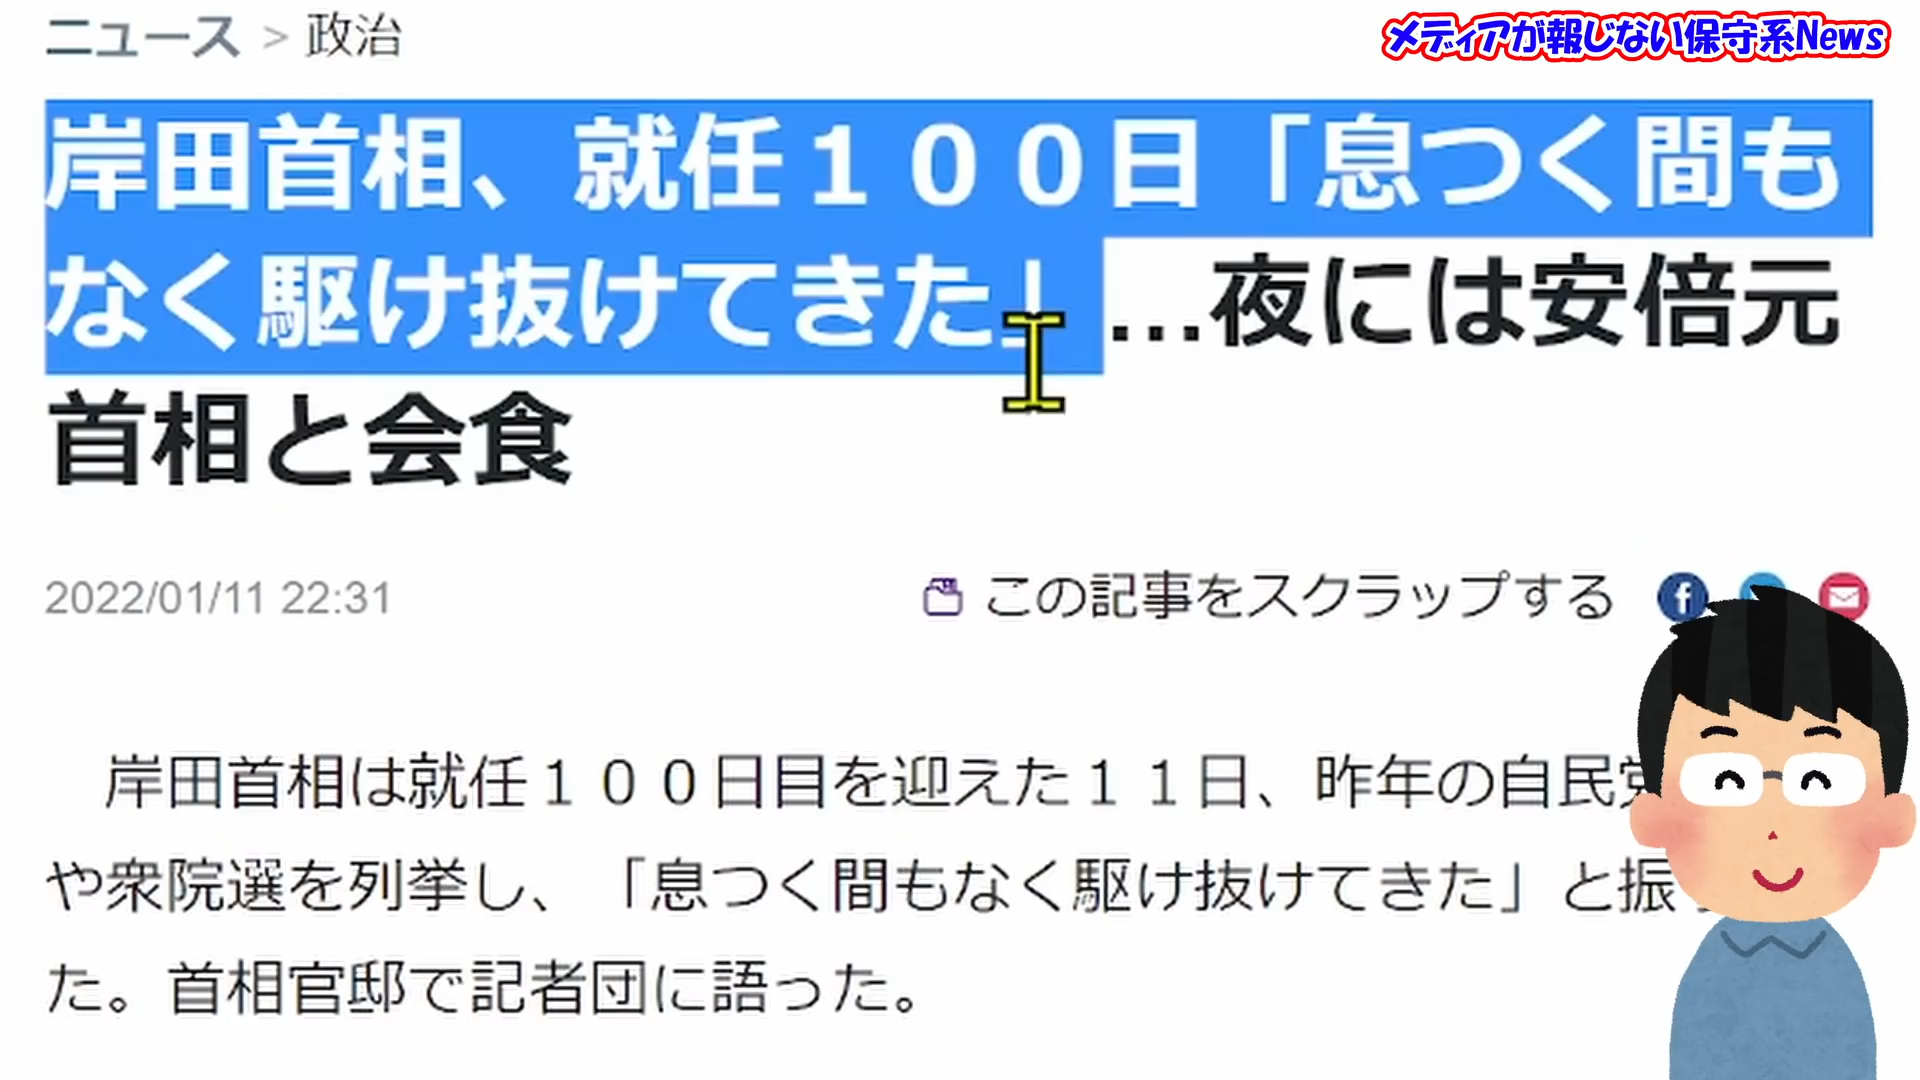 ニュース > 政治
メディアが報じない保守系News
岸田首相、就任１００日「息つく間も
なく駆け抜けてきた」…夜には安倍元
首相と会食
2022/01/11 22:31
この記事をスクラップする
岸田首相は就任１００日目を迎えた１１日、昨年の自民党
や衆院選を列挙し、「息つく間もなく駆け抜けてきた」と振
た。首相官邸で記者団に語った。